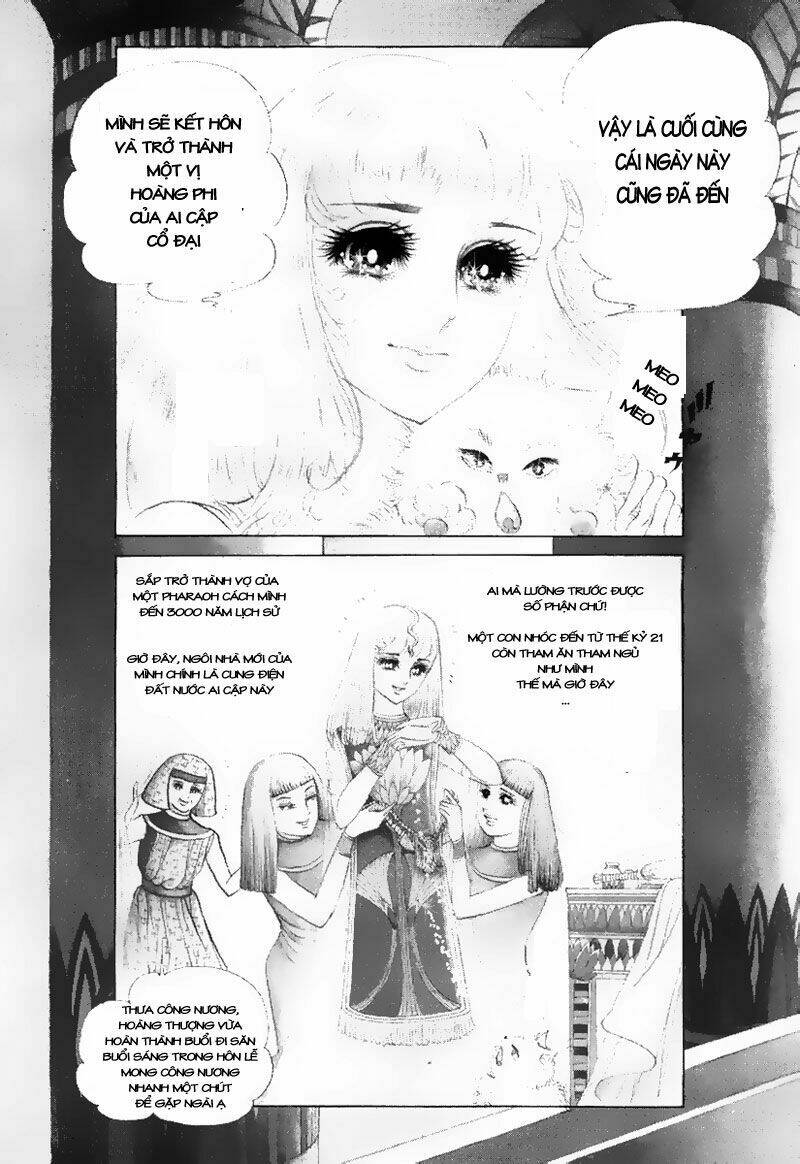 VẬY LÀ CUỐI CÙNG
CÁI NGÀY NÀY
CŨNG ĐÃ ĐẾN
MÌNH SẼ KẾT HÔN
VÀ TRỞ THÀNH
MỘT VỊ
HOÀNG PHI
CỦA AI CẬP
CỔ ĐẠI
MEO
MEO
MEO
AI MÀ LƯỜNG TRƯỚC ĐƯỢC
SỐ PHẬN CHỨ!
MỘT CON NHÓC ĐẾN TỪ THẾ KỶ 21
CÒN THAM ĂN THAM NGỦ
NHƯ MÌNH
THẾ MÀ GIỜ ĐÂY
...
SẮP TRỞ THÀNH VỢ CỦA
MỘT PHARAOH CÁCH MÌNH
ĐẾN 3000 NĂM LỊCH SỬ
GIỜ ĐÂY, NGÔI NHÀ MỚI CỦA
MÌNH CHÍNH LÀ CUNG ĐIỆN
ĐẤT NƯỚC AI CẬP NÀY
THƯA CÔNG NƯƠNG,
HOÀNG THƯỢNG VỪA
HOÀN THÀNH BUỔI ĐI SĂN
BUỔI SÁNG TRONG HÔN LỄ
MONG CÔNG NƯƠNG
NHANH MỘT CHÚT
ĐỂ GẶP NGÀI Ạ